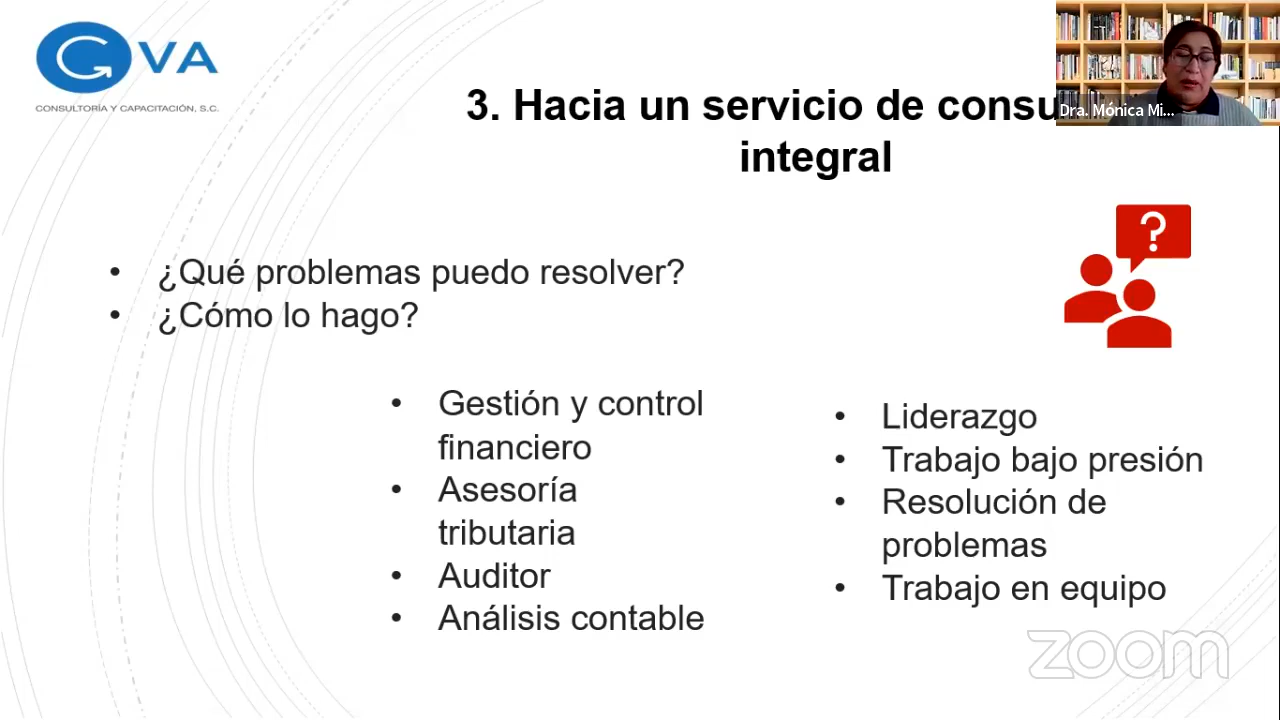 GVA
CONSULTORÍA Y CAPACITACIÓN, S.C.
Dra. Mónica Mi...
3. Hacia un servicio de
integral
?
• ¿Qué problemas puedo resolver?
• ¿Cómo lo hago?
• Gestión y control
financiero
• Asesoría
tributaria
• Auditor
• Análisis contable
• Liderazgo
• Trabajo bajo presión
• Resolución de
problemas
• Trabajo en equipo
zoom